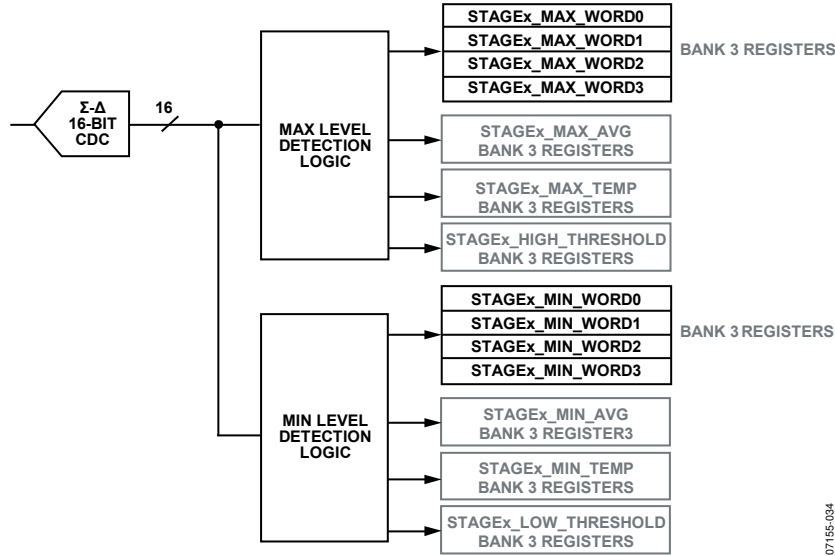 Σ-Δ
16-BIT
CDC
16
MAX LEVEL
DETECTION
LOGIC
STAGEx_MAX_WORD0
STAGEx_MAX_WORD1
STAGEx_MAX_WORD2
STAGEx_MAX_WORD3
BANK 3 REGISTERS
STAGEx_MAX_AVG
BANK 3 REGISTERS
STAGEx_MAX_TEMP
BANK 3 REGISTERS
STAGEx_HIGH_THRESHOLD
BANK 3 REGISTERS
MIN LEVEL
DETECTION
LOGIC
STAGEx_MIN_WORD0
STAGEx_MIN_WORD1
STAGEx_MIN_WORD2
STAGEx_MIN_WORD3
BANK 3 REGISTERS
STAGEx_MIN_AVG
BANK 3 REGISTER3
STAGEx_MIN_TEMP
BANK 3 REGISTERS
STAGEx_LOW_THRESHOLD
BANK 3 REGISTERS
07155-034